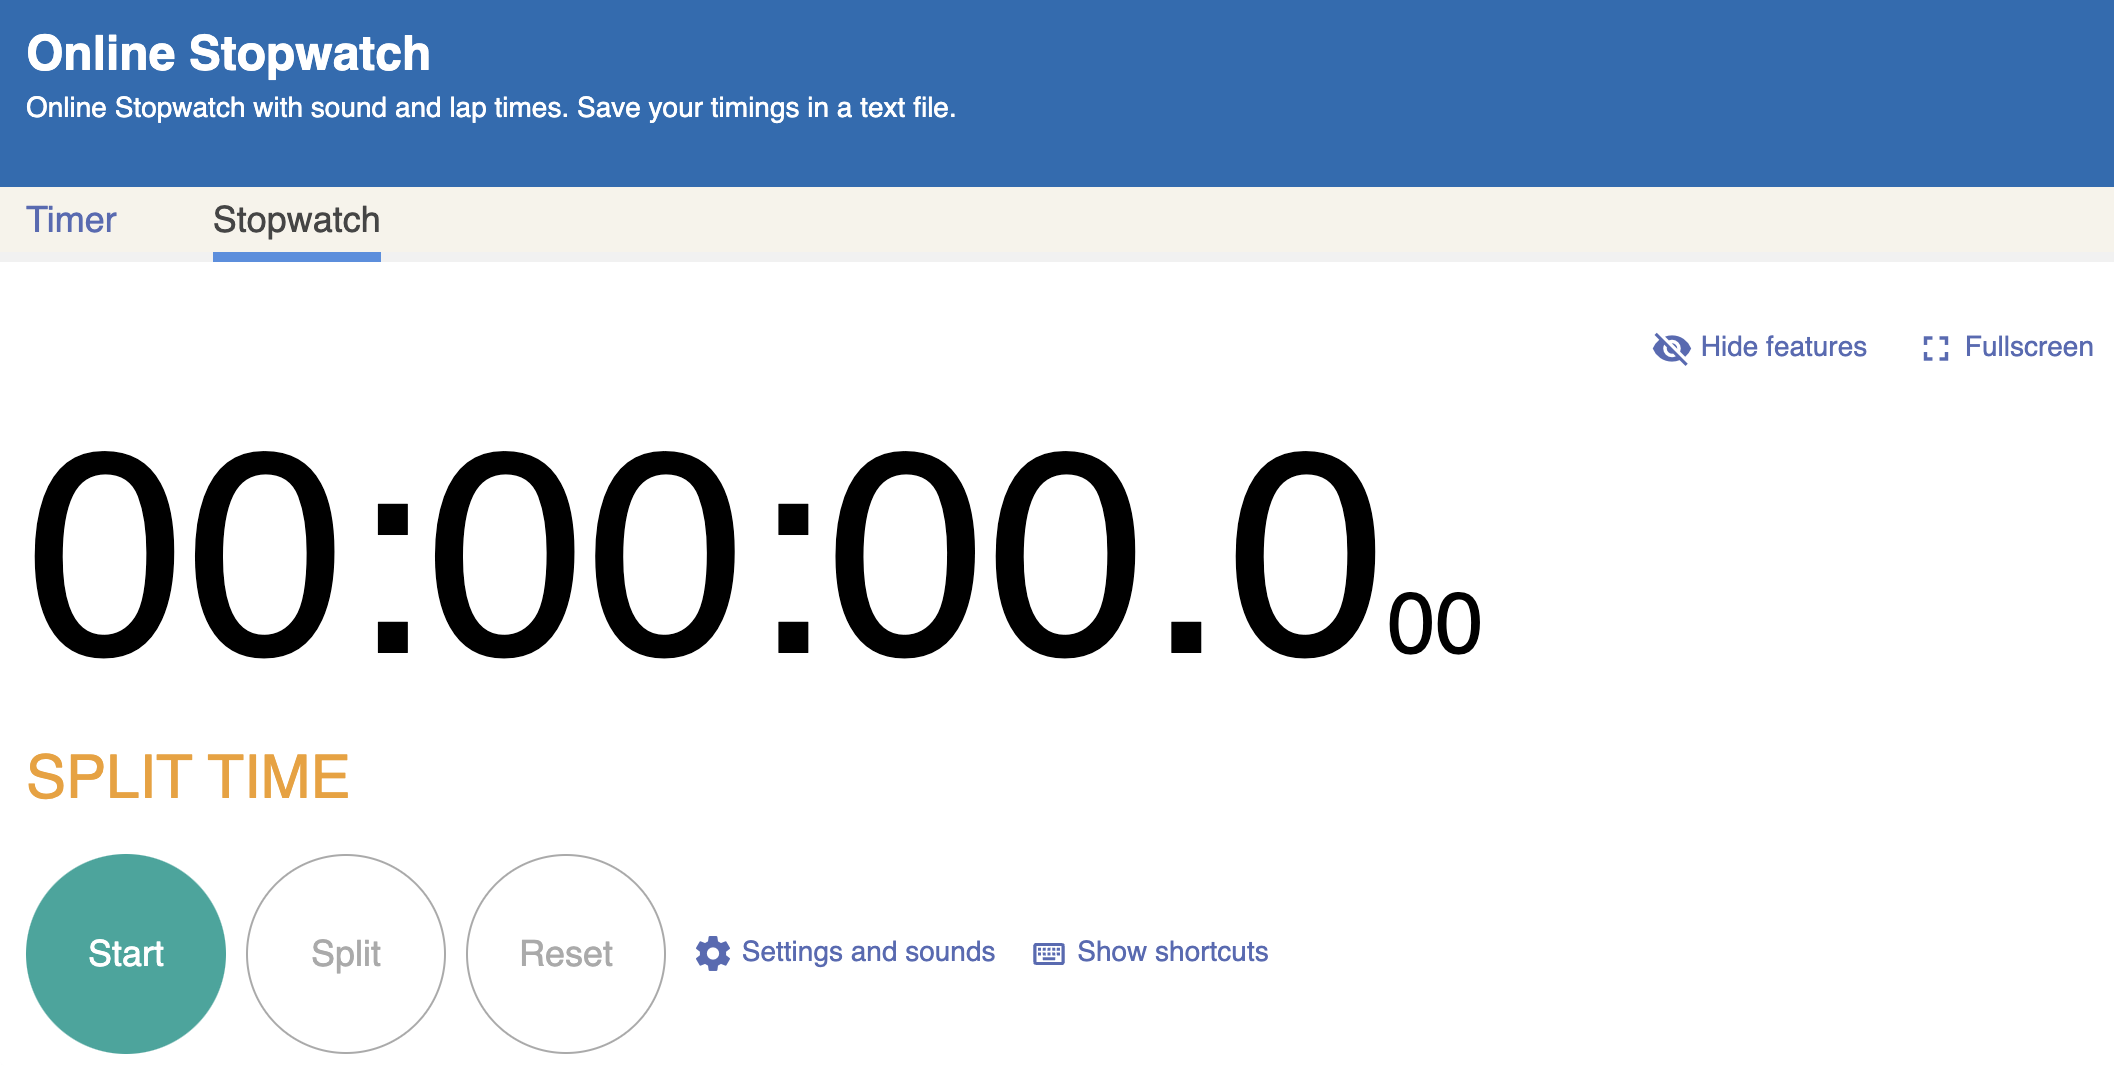 Online Stopwatch
Online Stopwatch with sound and lap times. Save your timings in a text file.
Timer Stopwatch
Hide features Fullscreen
00:00:00.000
SPLIT TIME
Start Split Reset Settings and sounds Show shortcuts